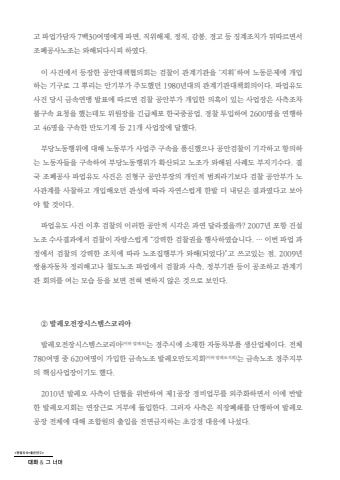 고 파업가담자 7백30여명에게 파면, 직위해제, 정직, 감봉, 경고 등 징계조치가 뒤따르면서
조폐공사노조는 와해되다시피 하였다.
이 사건에서 등장한 공안대책협의회는 검찰이 관계기관을 '지휘'하여 노동문제에 개입
하는 기구로 그 뿌리는 안기부가 주도했던 1980년대의 관계기관대책회의이다. 파업유도
사건 당시 금속연맹 발표에 따르면 검찰 공안부가 개입한 의혹이 있는 사업장은 사측조차
불구속 요청을 했는데도 위원장을 긴급체포 한국중공업, 경찰 투입하여 2600명을 연행하
고 46명을 구속한 만도기계 등 21개 사업장에 달했다.
부당노동행위에 대해 노동부가 사업주 구속을 품신했으나 공안검찰이 기각하고 항의하
는 노동자들을 구속하여 부당노동행위가 확산되고 노조가 와해된 사례도 부지기수다. 결
국 조폐공사 파업유도 사건은 진형구 공안부장의 개인적 범죄라기보다 검찰 공안부가 노
사관계를 사찰하고 개입해오던 관성에 따라 자연스럽게 한발 더 내딛은 결과였다고 보아
야 할 것이다.
파업유도 사건 이후 검찰의 이러한 공안적 시각은 과연 달라졌을까? 2007년 포항 건설
노조 수사결과에서 검찰이 자랑스럽게 "강력한 검찰권을 행사하였습니다. … 이번 파업 과
정에서 검찰의 강력한 조치에 따라 노조집행부가 와해(되었다)"고 쓰고있는 점, 2009년
쌍용자동차 정리해고나 철도노조 파업에서 검찰과 사측, 정부기관 등이 공조하고 관계기
관 회의를 여는 모습 등을 보면 전혀 변하지 않은 것으로 보인다.
② 발레오전장시스템스코리아
발레오전장시스템스코리아(이하 발레오)는 경주시에 소재한 자동차부품 생산업체이다. 전체
780여명 중 620여명이 가입한 금속노조 발레오만도지회(이하 발레오지회)는 금속노조 경주지부
의 핵심사업장이기도 했다.
2010년 발레오 사측이 단협을 위반하여 제1공장 경비업무를 외주화하면서 이에 반발
한 발레오지회는 연장근로 거부에 돌입한다. 그러자 사측은 직장폐쇄를 단행하여 발레오
공장 전체에 대해 조합원의 출입을 전면금지하는 초강경 대응에 나섰다.
대화 & 그 너머